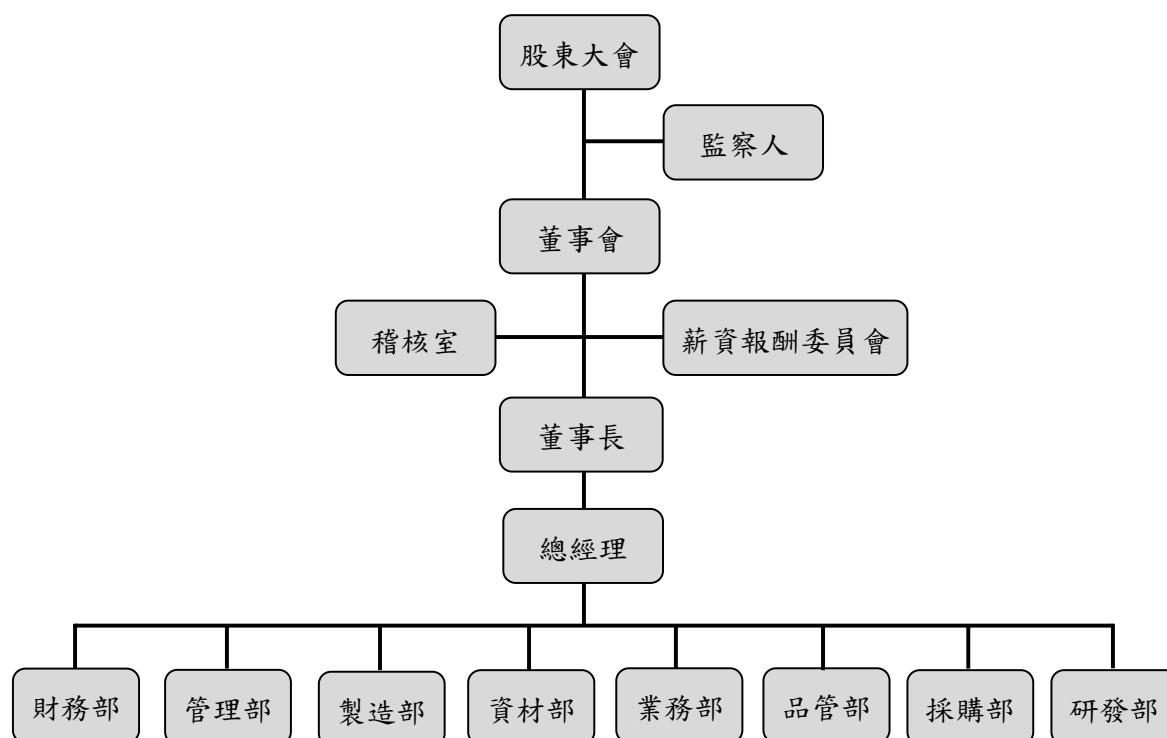 股東大會
監察人
董事會
稽核室
薪資報酬委員會
董事長
總經理
財務部
管理部
製造部
資材部
業務部
品管部
採購部
研發部